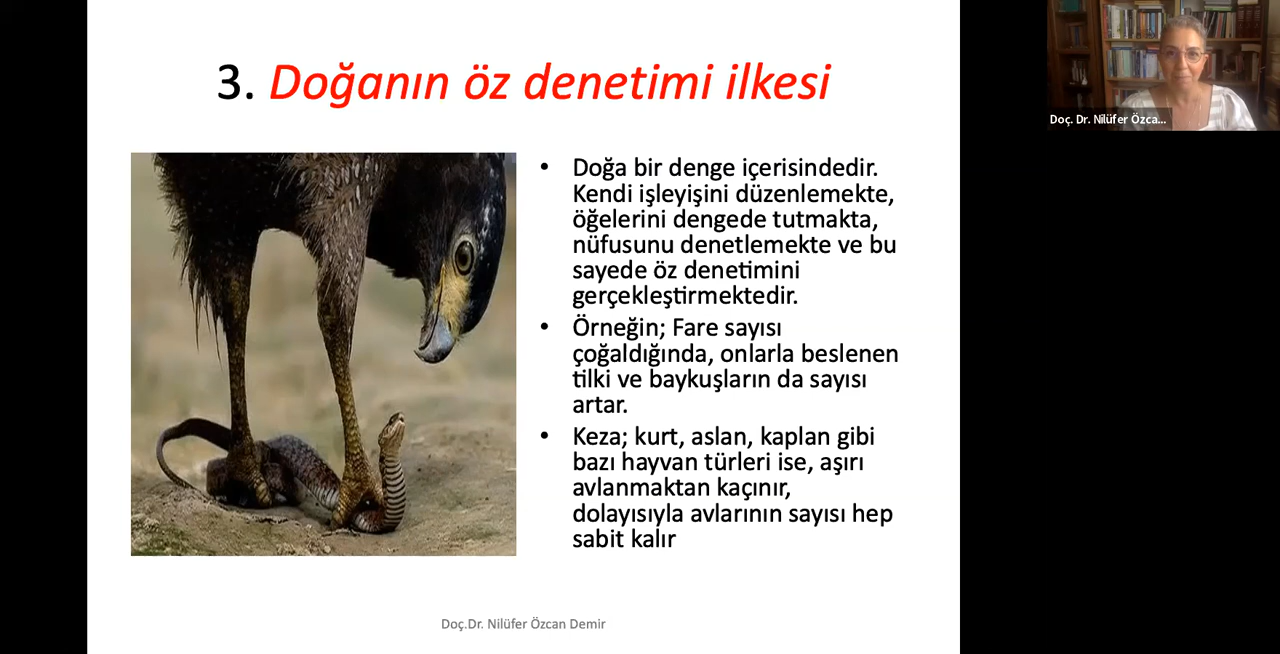 3. Doğanın öz denetimi ilkesi
• Doğa bir denge içerisindedir.
Kendi işleyişini düzenlemekte,
öğelerini dengede tutmakta,
nüfusunu denetlemekte ve bu
sayede öz denetimini
gerçekleştirmektedir.
• Örneğin; Fare sayısı
çoğaldığında, onlarla beslenen
tilki ve baykuşların da sayısı
artar.
• Keza; kurt, aslan, kaplan gibi
bazı hayvan türleri ise, aşırı
avlanmaktan kaçınır,
dolayısıyla avlarının sayısı hep
sabit kalır
Doç.Dr. Nilüfer Özcan Demir
Doç. Dr. Nilüfer Özca...